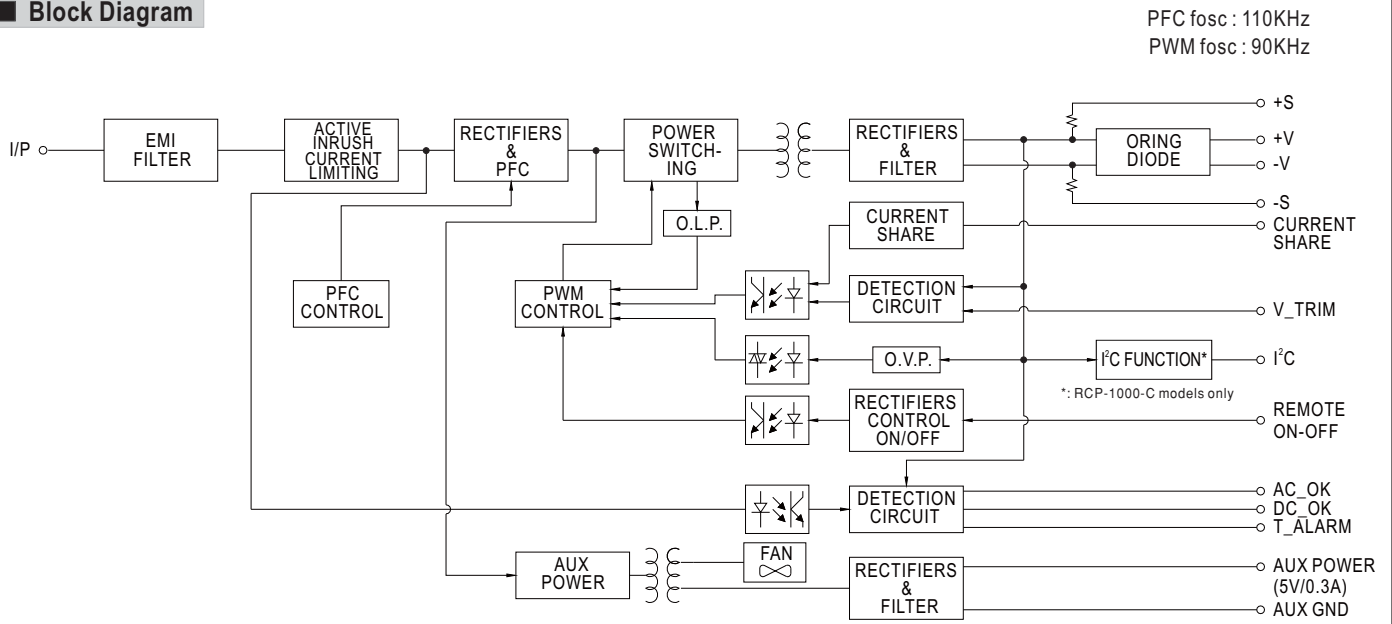 Block Diagram
PFC fosc : 110KHz
PWM fosc : 90KHz
I/P
EMI
FILTER
ACTIVE
INRUSH
CURRENT
LIMITING
RECTIFIERS
&
PFC
POWER
SWITCH-
ING
RECTIFIERS
&
FILTER
ORING
DIODE
+S
+V
-V
-S
O.L.P.
CURRENT
SHARE
CURRENT
SHARE
PFC
CONTROL
PWM
CONTROL
DETECTION
CIRCUIT
V_TRIM
O.V.P.
I²C FUNCTION*
I²C
*: RCP-1000-C models only
RECTIFIERS
CONTROL
ON/OFF
REMOTE
ON-OFF
DETECTION
CIRCUIT
AC_OK
DC_OK
T_ALARM
AUX
POWER
FAN
RECTIFIERS
&
FILTER
AUX POWER
(5V/0.3A)
AUX GND